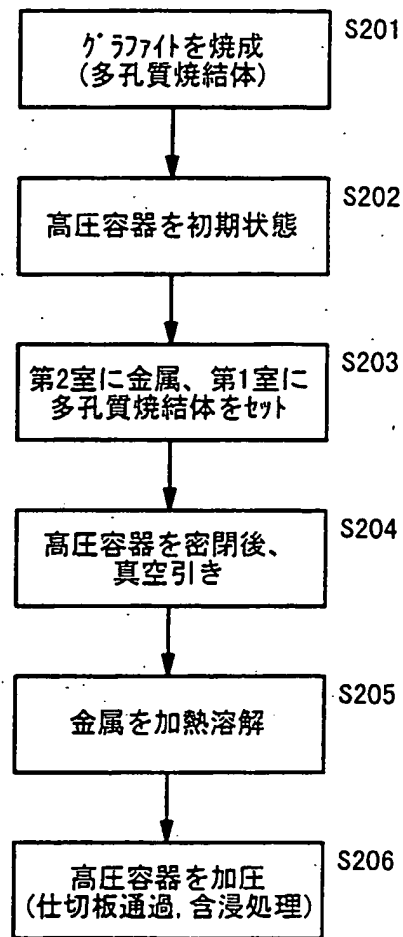 グラファイトを焼成
(多孔質焼結体)
S201
高圧容器を初期状態
S202
第2室に金属、第1室に
多孔質焼結体をセット
S203
高圧容器を密閉後、
真空引き
S204
金属を加熱溶解
S205
高圧容器を加圧
(仕切板通過,含浸処理)
S206